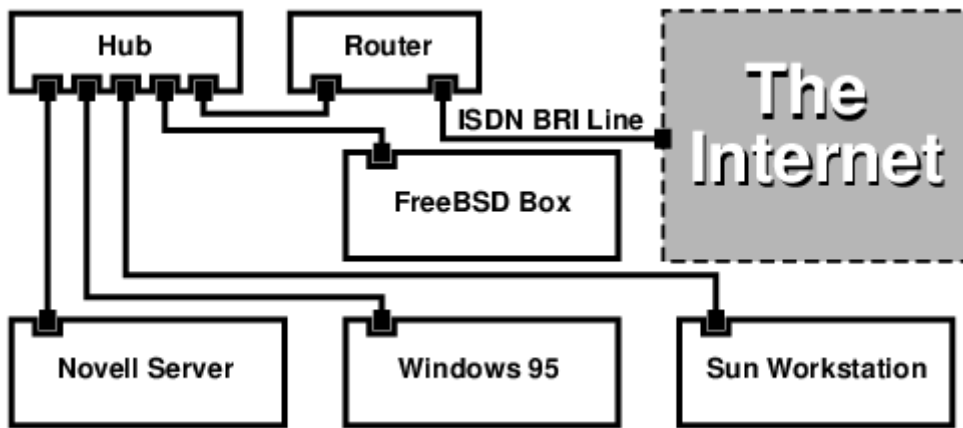 Hub
Router
The
Internet
ISDN BRI Line
FreeBSD Box
Novell Server
Windows 95
Sun Workstation